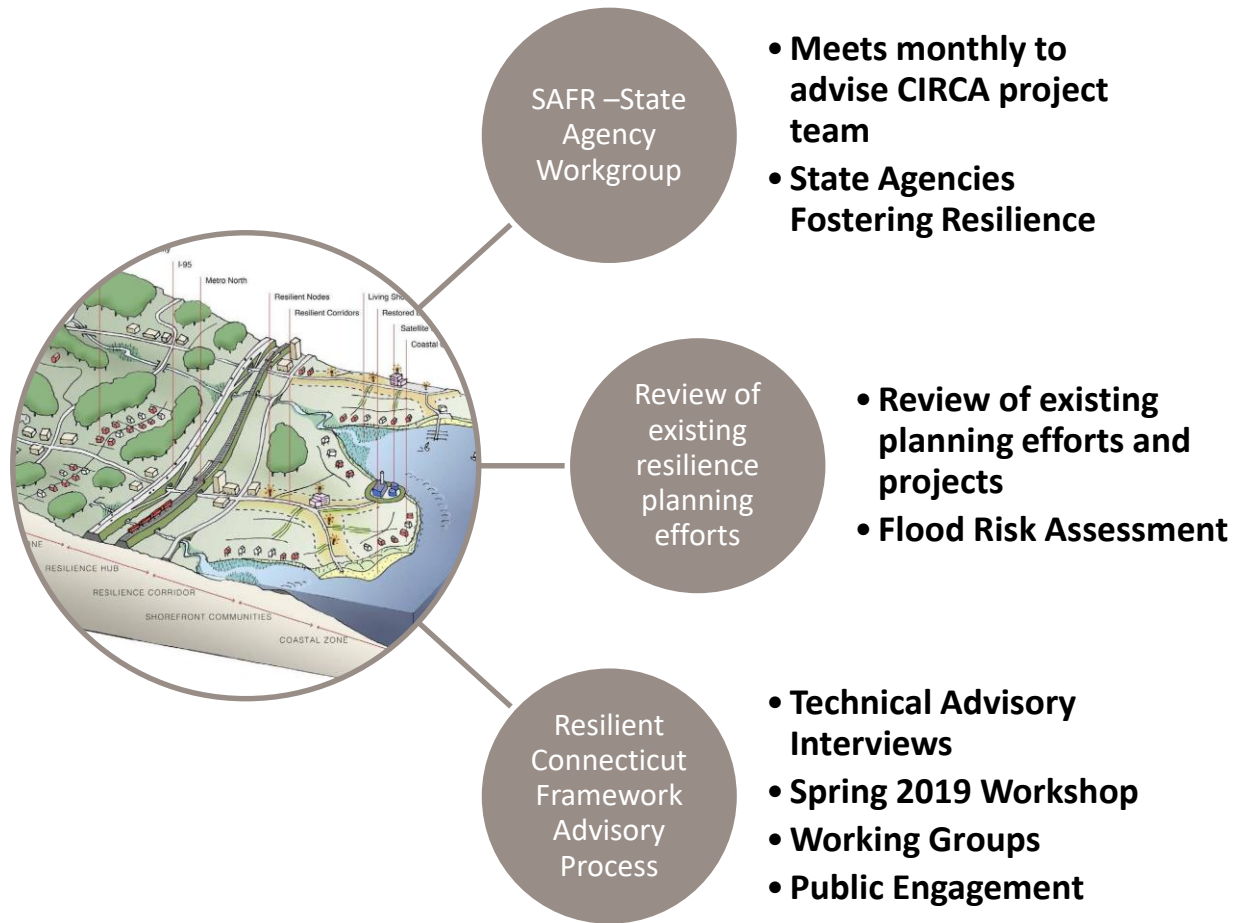 SAFR –State
Agency
Workgroup
• Meets monthly to
advise CIRCA project
team
• State Agencies
Fostering Resilience
I-95
Metro North
Resilient Nodes
Resilient Corridors
Living
Restored
Satellite
Coastal
RESILIENCE HUB
RESILIENCE CORRIDOR
SHOREFRONT COMMUNITIES
COASTAL ZONE
Review of
existing
resilience
planning
efforts
• Review of existing
planning efforts and
projects
• Flood Risk Assessment
Resilient
Connecticut
Framework
Advisory
Process
• Technical Advisory
Interviews
• Spring 2019 Workshop
• Working Groups
• Public Engagement